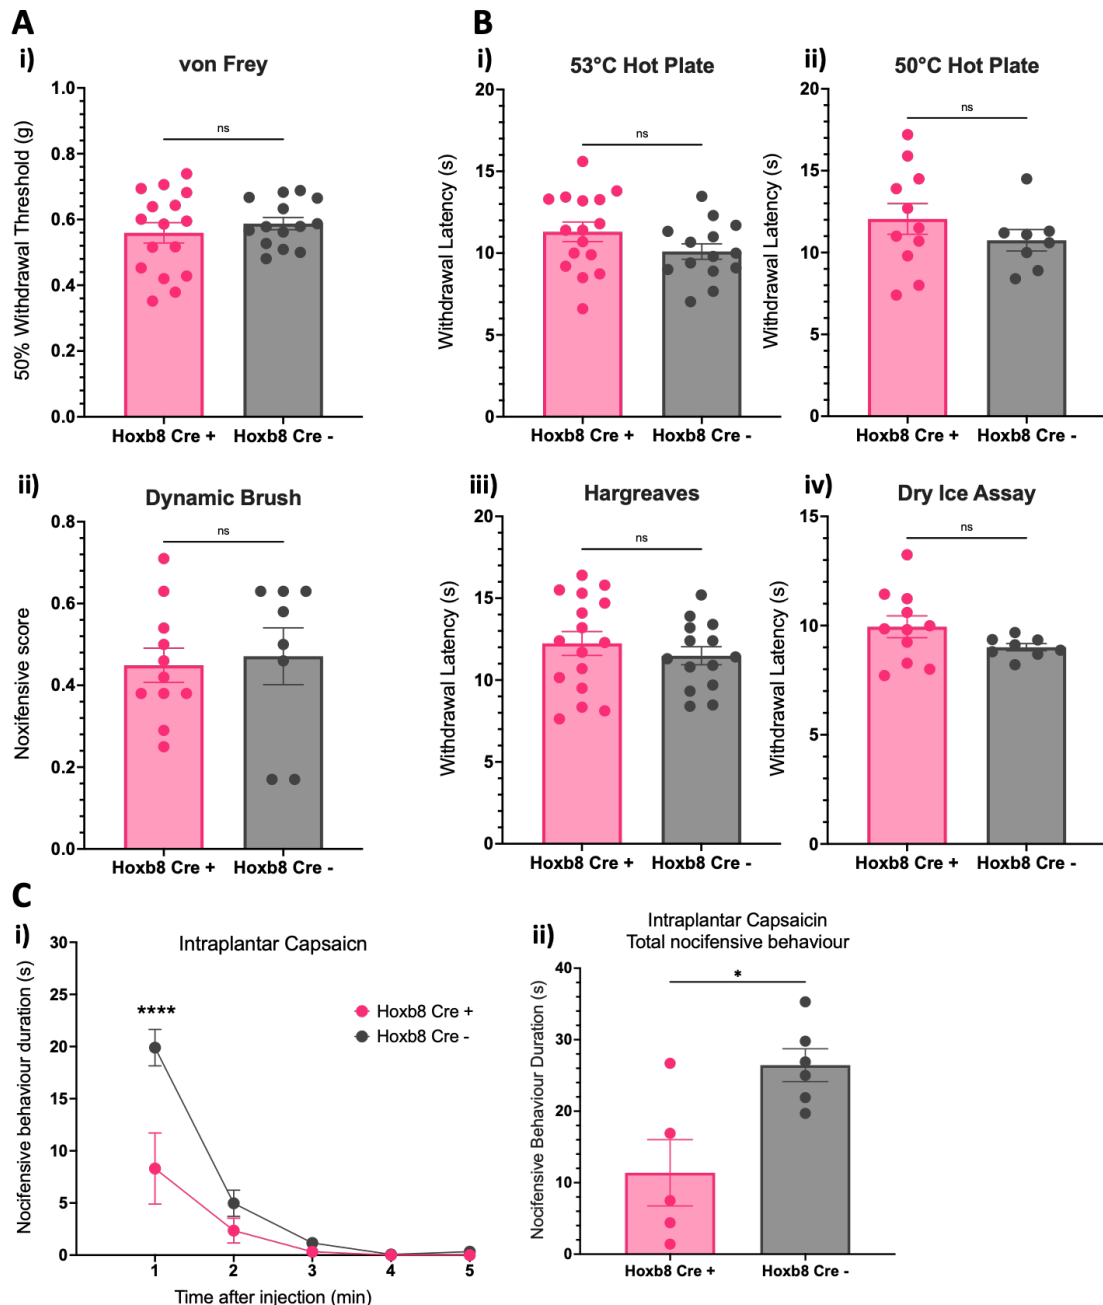 A
i)
von Frey
50% Withdrawal Threshold (g)
1.0
0.8
0.6
0.4
0.2
0.0
ns
Hoxb8 Cre +
Hoxb8 Cre -
ii)
Dynamic Brush
Noxifensive score
0.8
0.6
0.4
0.2
0.0
ns
Hoxb8 Cre +
Hoxb8 Cre -
B
i)
53°C Hot Plate
Withdrawal Latency (s)
20
15
10
5
0
ns
Hoxb8 Cre +
Hoxb8 Cre -
ii)
50°C Hot Plate
Withdrawal Latency (s)
20
15
10
5
0
ns
Hoxb8 Cre +
Hoxb8 Cre -
iii)
Hargreaves
Withdrawal Latency (s)
20
15
10
5
0
ns
Hoxb8 Cre +
Hoxb8 Cre -
iv)
Dry Ice Assay
Withdrawal Latency (s)
15
10
5
0
ns
Hoxb8 Cre +
Hoxb8 Cre -
C
i)
Intraplantar Capsaicn
Nocifensive behaviour duration (s)
30
25
20
15
10
5
0
****
Hoxb8 Cre +
Hoxb8 Cre -
1 2 3 4 5
Time after injection (min)
ii)
Intraplantar Capsaicin
Total nocifensive behaviour
Nocifensive Behaviour Duration (s)
40
30
20
10
0
*
Hoxb8 Cre +
Hoxb8 Cre -